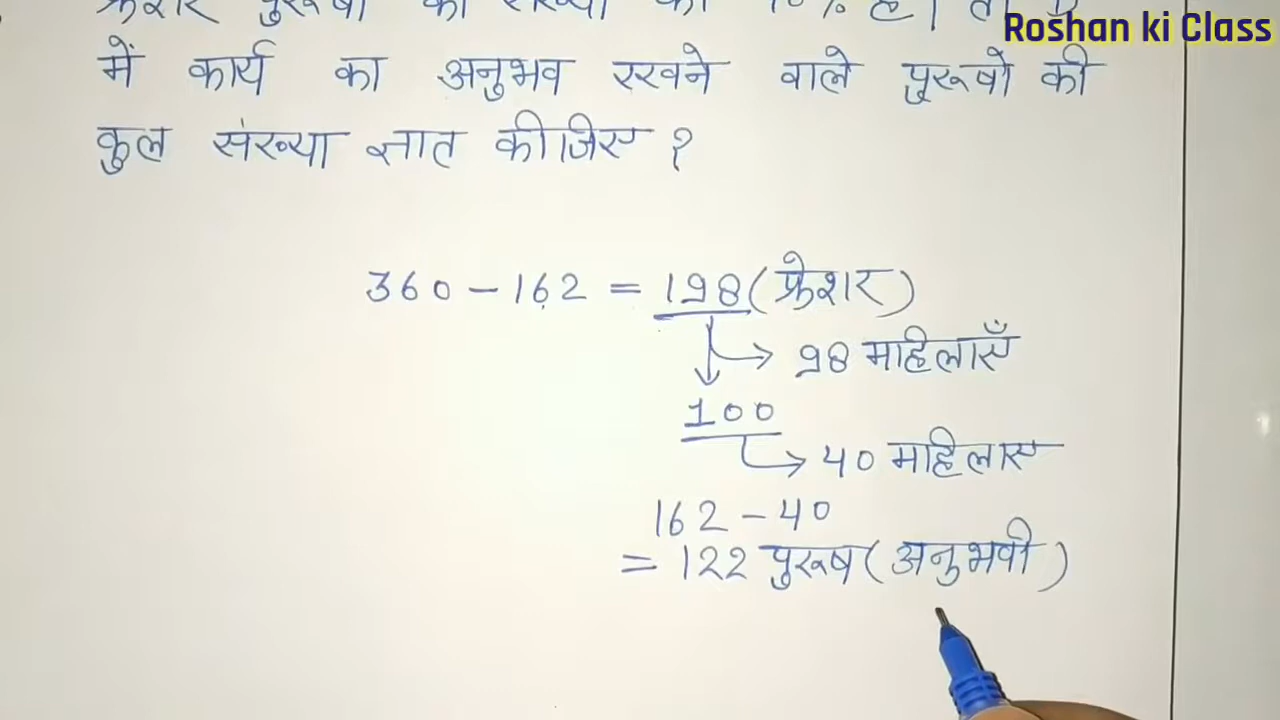 Roshan ki Class
में कार्य का अनुभव रखने वाले पुरूषो की
कुल संख्या ज्ञात कीजिए ?
360 - 162 = 198 (फ्रेशर)
98 महिलाएँ
100
40 महिलाए
162 - 40
= 122 पुरूष (अनुभवी)